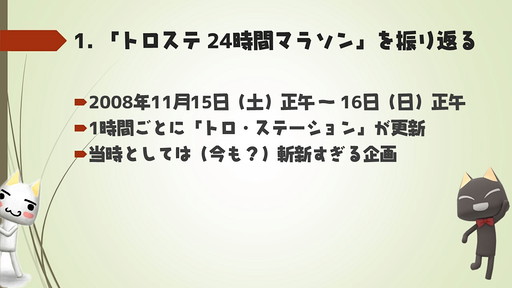 1. 「トロステ 24時間マラソン」を振り返る
2008年11月15日（土）正午 ― 16日（日）正午
1時間ごとに「トロ・ステーション」が更新
当時としては（今も？）斬新すぎる企画